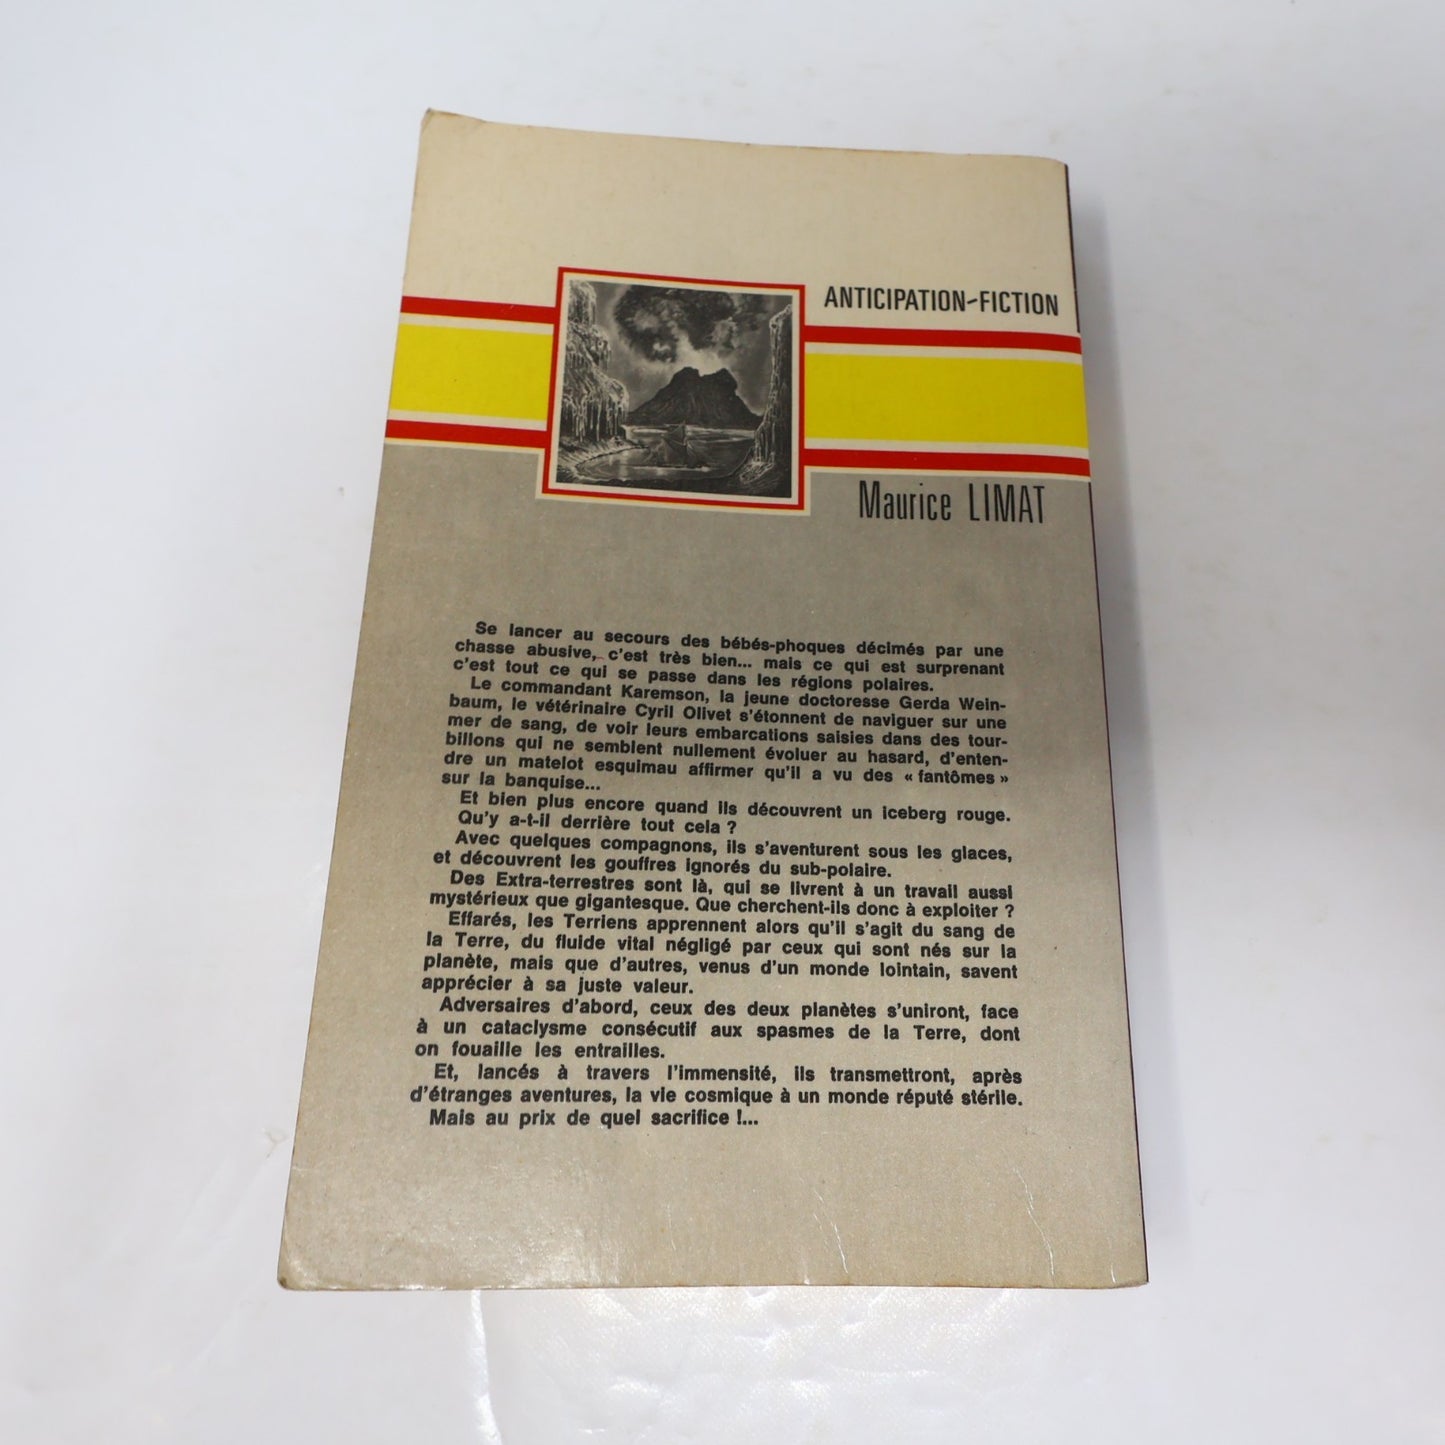 ANTICIPATION-FICTION
Maurice LIMAT
Se lancer au secours des bébés-phoques décimés par une
chasse abusive, c'est très bien... mais ce qui est surprenant
c'est tout ce qui se passe dans les régions polaires.
Le commandant Karemson, la jeune doctoresse Gerda Wein-
baum, le vétérinaire Cyril Olivet s'étonnent de naviguer sur une
mer de sang, de voir leurs embarcations saisies dans des tour-
billons qui ne semblent nullement évoluer au hasard, d'enten-
dre un matelot esquimau affirmer qu'il a vu des « fantômes »
sur la banquise...
Et bien plus encore quand ils découvrent un iceberg rouge.
Qu'y a-t-il derrière tout cela ?
Avec quelques compagnons, ils s'aventurent sous les glaces,
et découvrent les gouffres ignorés du sub-polaire.
Des Extra-terrestres sont là, qui se livrent à un travail aussi
mystérieux que gigantesque. Que cherchent-ils donc à exploiter ?
Effarés, les Terriens apprennent alors qu'il s'agit du sang de
la Terre, du fluide vital négligé par ceux qui sont nés sur la
planète, mais que d'autres, venus d'un monde lointain, savent
apprécier à sa juste valeur.
Adversaires d'abord, ceux des deux planètes s'uniront, face
à un cataclysme consécutif aux spasmes de la Terre, dont
on fouaille les entrailles.
Et, lancés à travers l'immensité, ils transmettront, après
d'étranges aventures, la vie cosmique à un monde réputé stérile.
Mais au prix de quel sacrifice !...